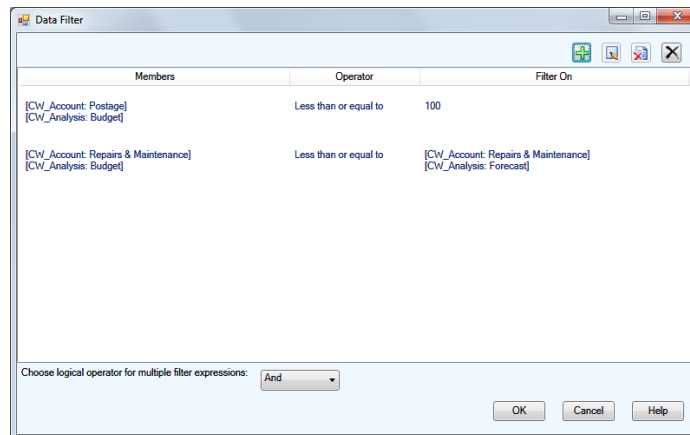 Data Filter
Members Operator Filter On
[CW_Account: Postage] Less than or equal to 100
[CW_Analysis: Budget]
[CW_Account: Repairs & Maintenance] Less than or equal to [CW_Account: Repairs & Maintenance]
[CW_Analysis: Budget] [CW_Analysis: Forecast]
Choose logical operator for multiple filter expressions: And
OK Cancel Help